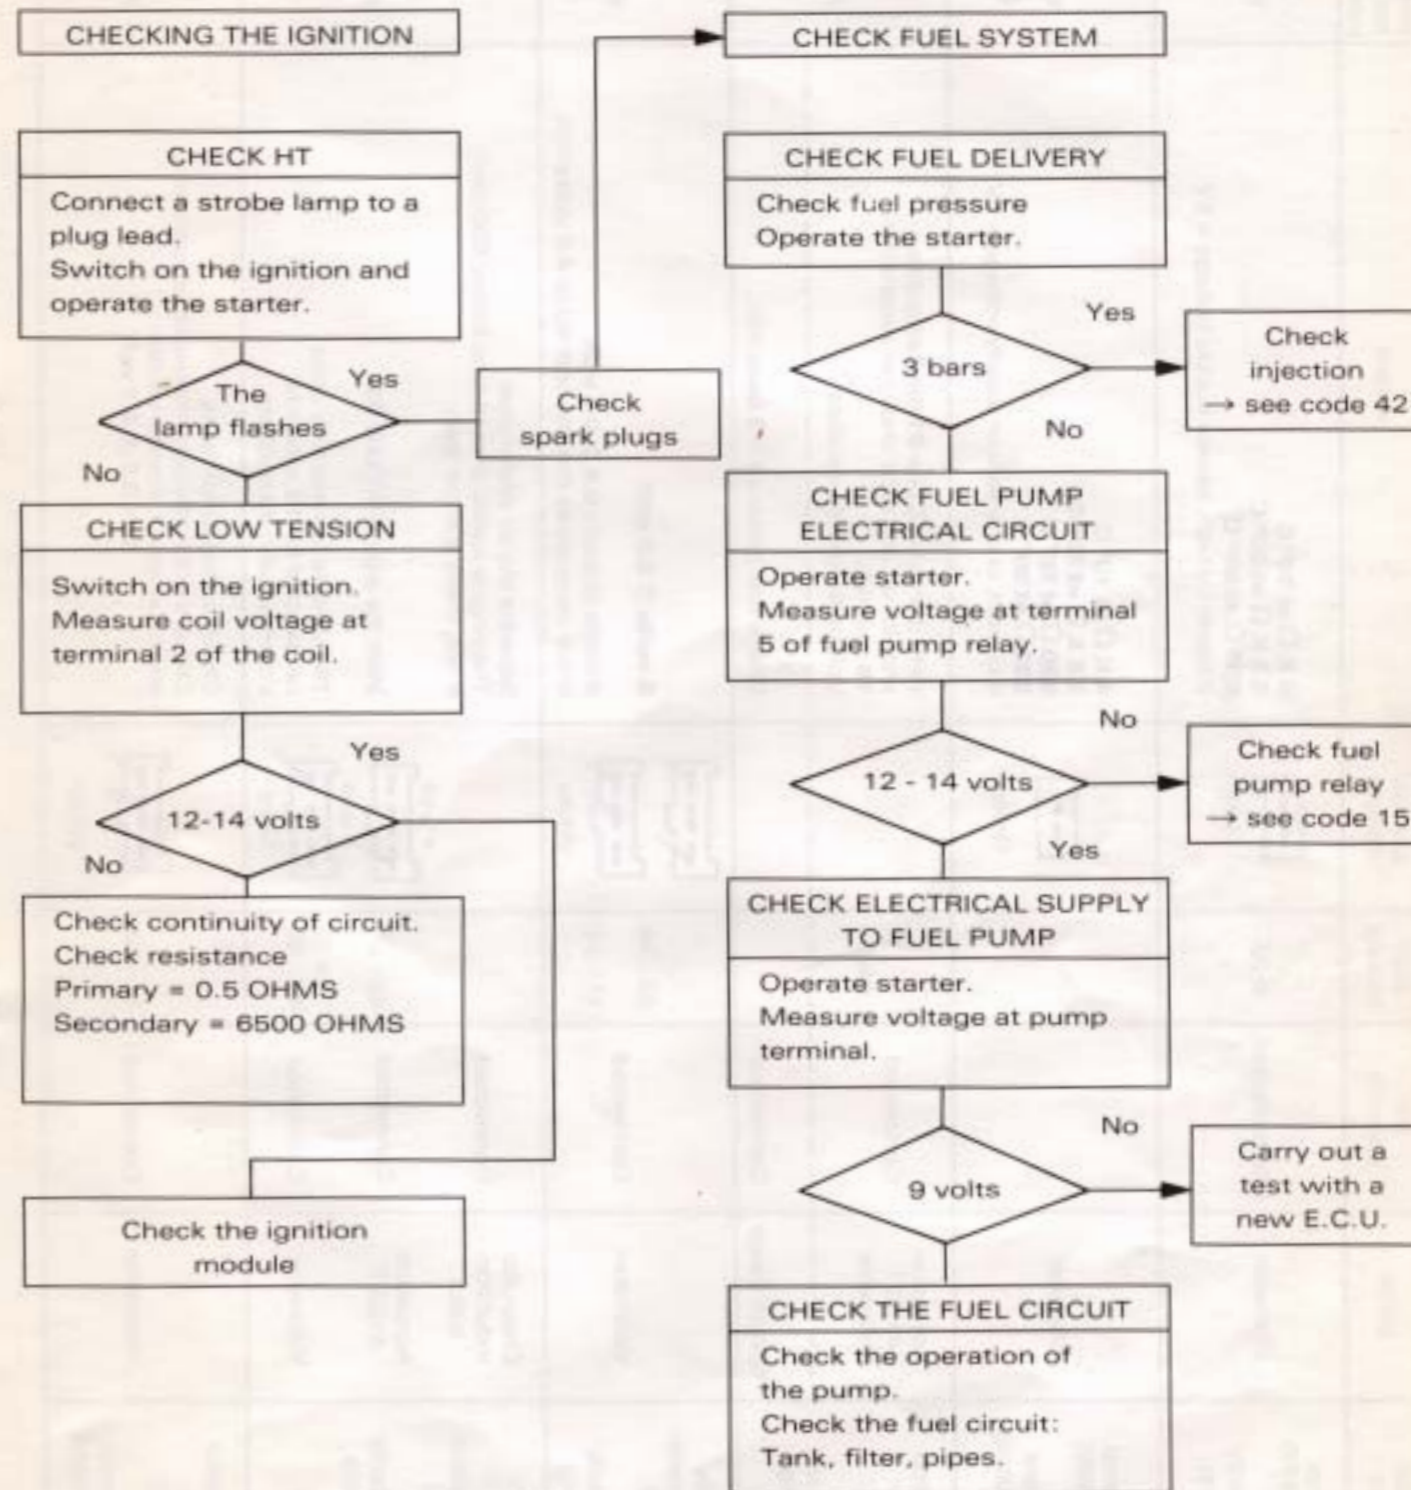 CHECKING THE IGNITION
CHECK HT
Connect a strobe lamp to a
plug lead.
Switch on the ignition and
operate the starter.
The
lamp flashes
Yes
No
Check
spark plugs
CHECK LOW TENSION
Switch on the ignition.
Measure coil voltage at
terminal 2 of the coil.
Yes
12-14 volts
No
Check continuity of circuit.
Check resistance
Primary = 0.5 OHMS
Secondary = 6500 OHMS
Check the ignition
module
CHECK FUEL SYSTEM
CHECK FUEL DELIVERY
Check fuel pressure
Operate the starter.
Yes
3 bars
No
Check
injection
→ see code 42
CHECK FUEL PUMP
ELECTRICAL CIRCUIT
Operate starter.
Measure voltage at terminal
5 of fuel pump relay.
No
12 - 14 volts
Yes
Check fuel
pump relay
→ see code 15
CHECK ELECTRICAL SUPPLY
TO FUEL PUMP
Operate starter.
Measure voltage at pump
terminal.
No
9 volts
Carry out a
test with a
new E.C.U.
CHECK THE FUEL CIRCUIT
Check the operation of
the pump.
Check the fuel circuit:
Tank, filter, pipes.